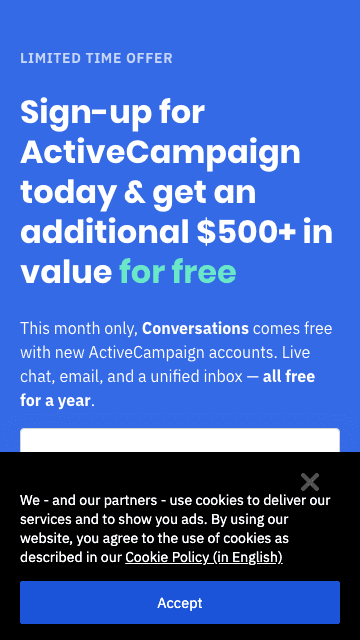 LIMITED TIME OFFER
Sign-up for
ActiveCampaign
today & get an
additional $500+ in
value for free
This month only, Conversations comes free
with new ActiveCampaign accounts. Live
chat, email, and a unified inbox — all free
for a year.
We - and our partners - use cookies to deliver our
services and to show you ads. By using our
website, you agree to the use of cookies as
described in our Cookie Policy (in English)
Accept